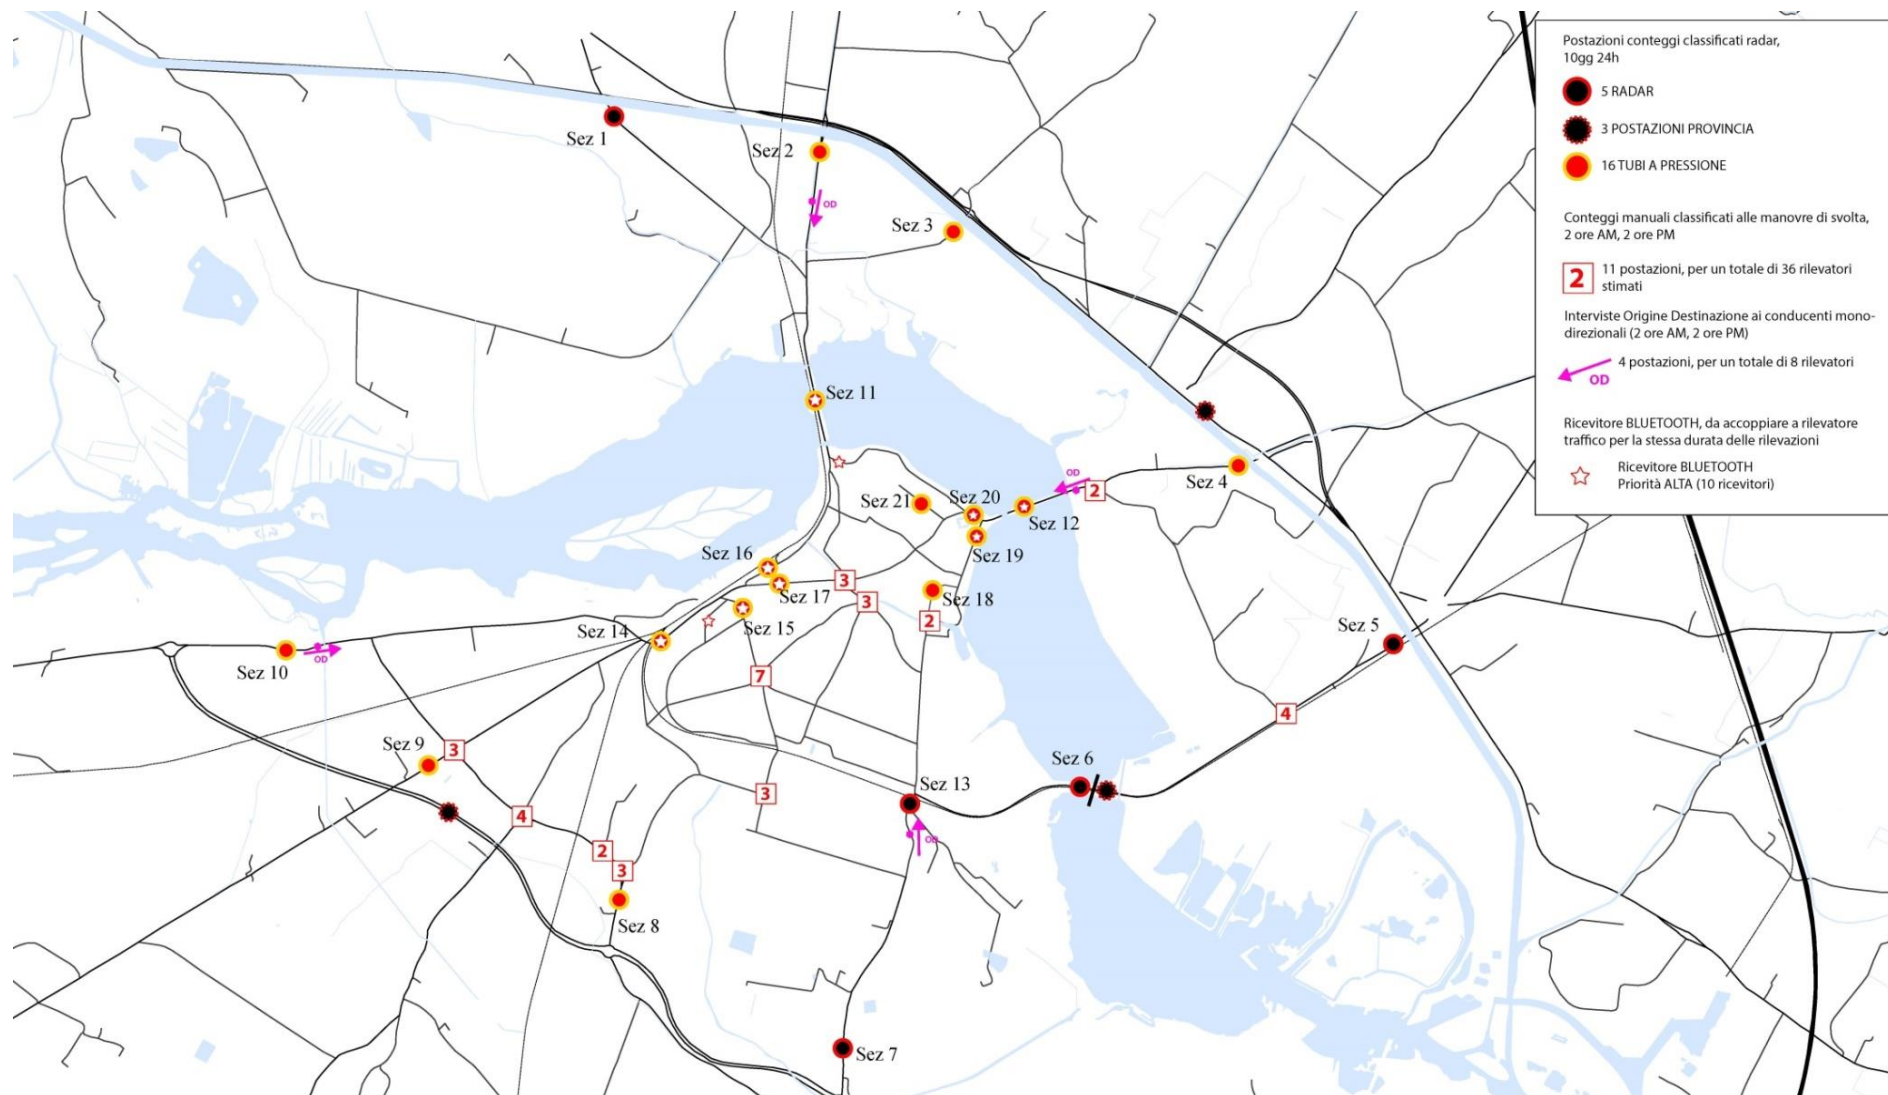 Postazioni conteggi classificati radar,
10gg 24h
5 RADAR
3 POSTAZIONI PROVINCIA
16 TUBI A PRESSIONE
Conteggi manuali classificati alle manovre di svolta,
2 ore AM, 2 ore PM
2
11 postazioni, per un totale di 36 rilevatori
stimati
Interviste Origine Destinazione ai conducenti mono-
direzionali (2 ore AM, 2 ore PM)
4 postazioni, per un totale di 8 rilevatori
OD
Ricevitore BLUETOOTH, da accoppiare a rilevatore
traffico per la stessa durata delle rilevazioni
Ricevitore BLUETOOTH
Priorità ALTA (10 ricevitori)
Sez 1
Sez 2
OD
Sez 3
Sez 11
OD
2
Sez 4
Sez 21
Sez 20
Sez 12
Sez 19
Sez 16
3
Sez 17
3
Sez 18
Sez 15
2
Sez 14
Sez 5
OD
Sez 10
7
4
Sez 9
3
Sez 6
3
Sez 13
4
OD
2
3
Sez 8
Sez 7